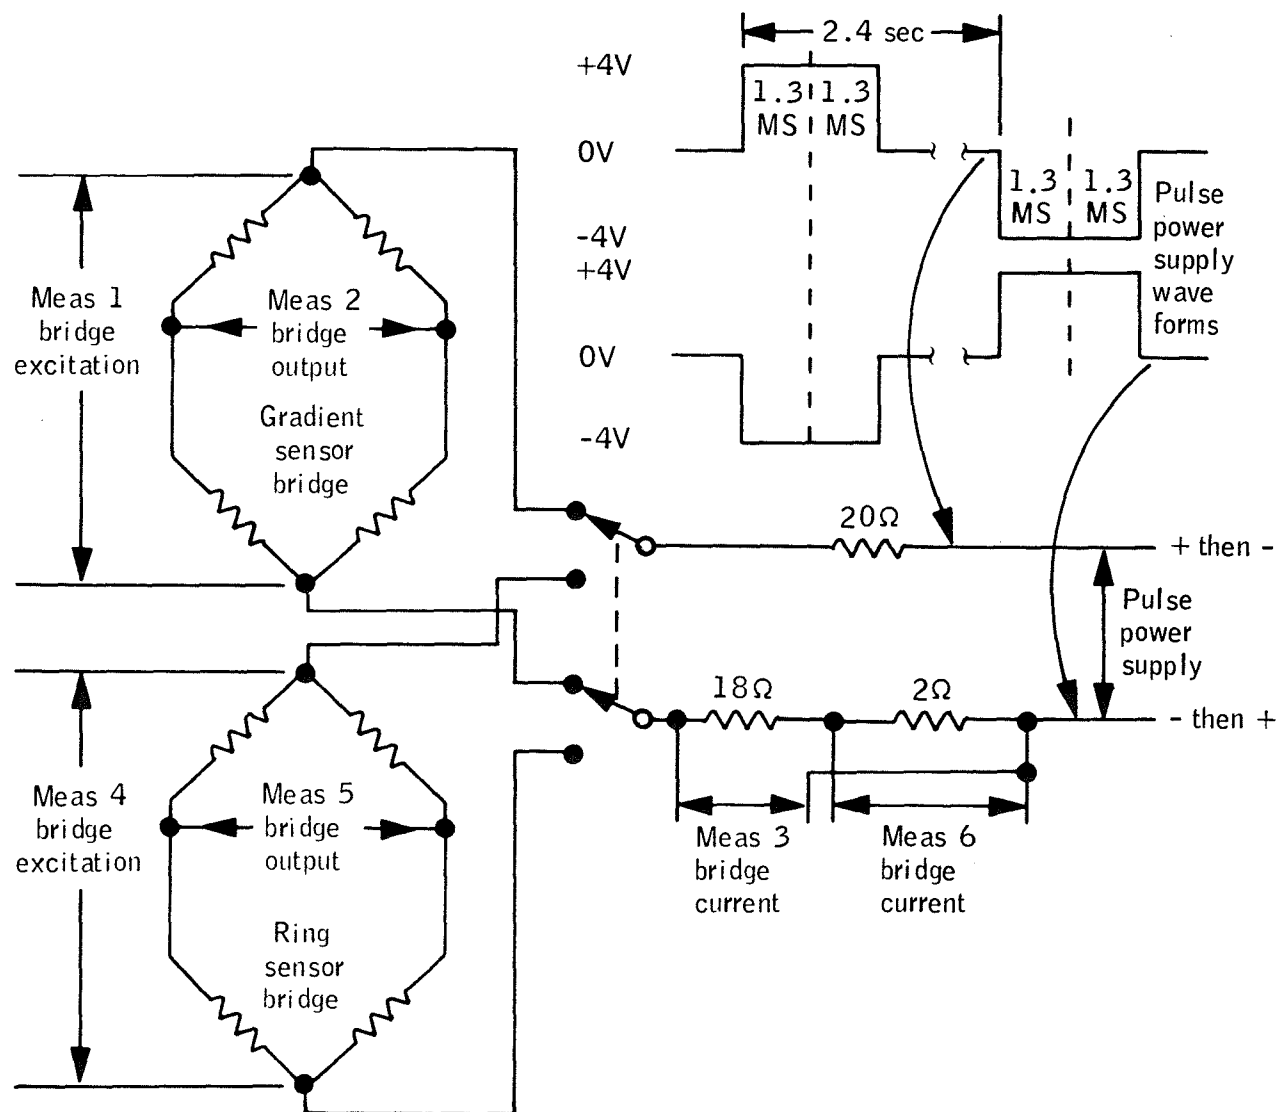 2.4 sec
+4V
1.3
MS
1.3
MS
0V
-4V
1.3
MS
1.3
MS
Pulse
power
supply
wave
forms
+4V
0V
-4V
Meas 1
bridge
excitation
Meas 2
bridge
output
Gradient
sensor
bridge
20Ω
+ then -
Pulse
power
supply
18Ω
2Ω
- then +
Meas 3
bridge
current
Meas 6
bridge
current
Meas 4
bridge
excitation
Meas 5
bridge
output
Ring
sensor
bridge